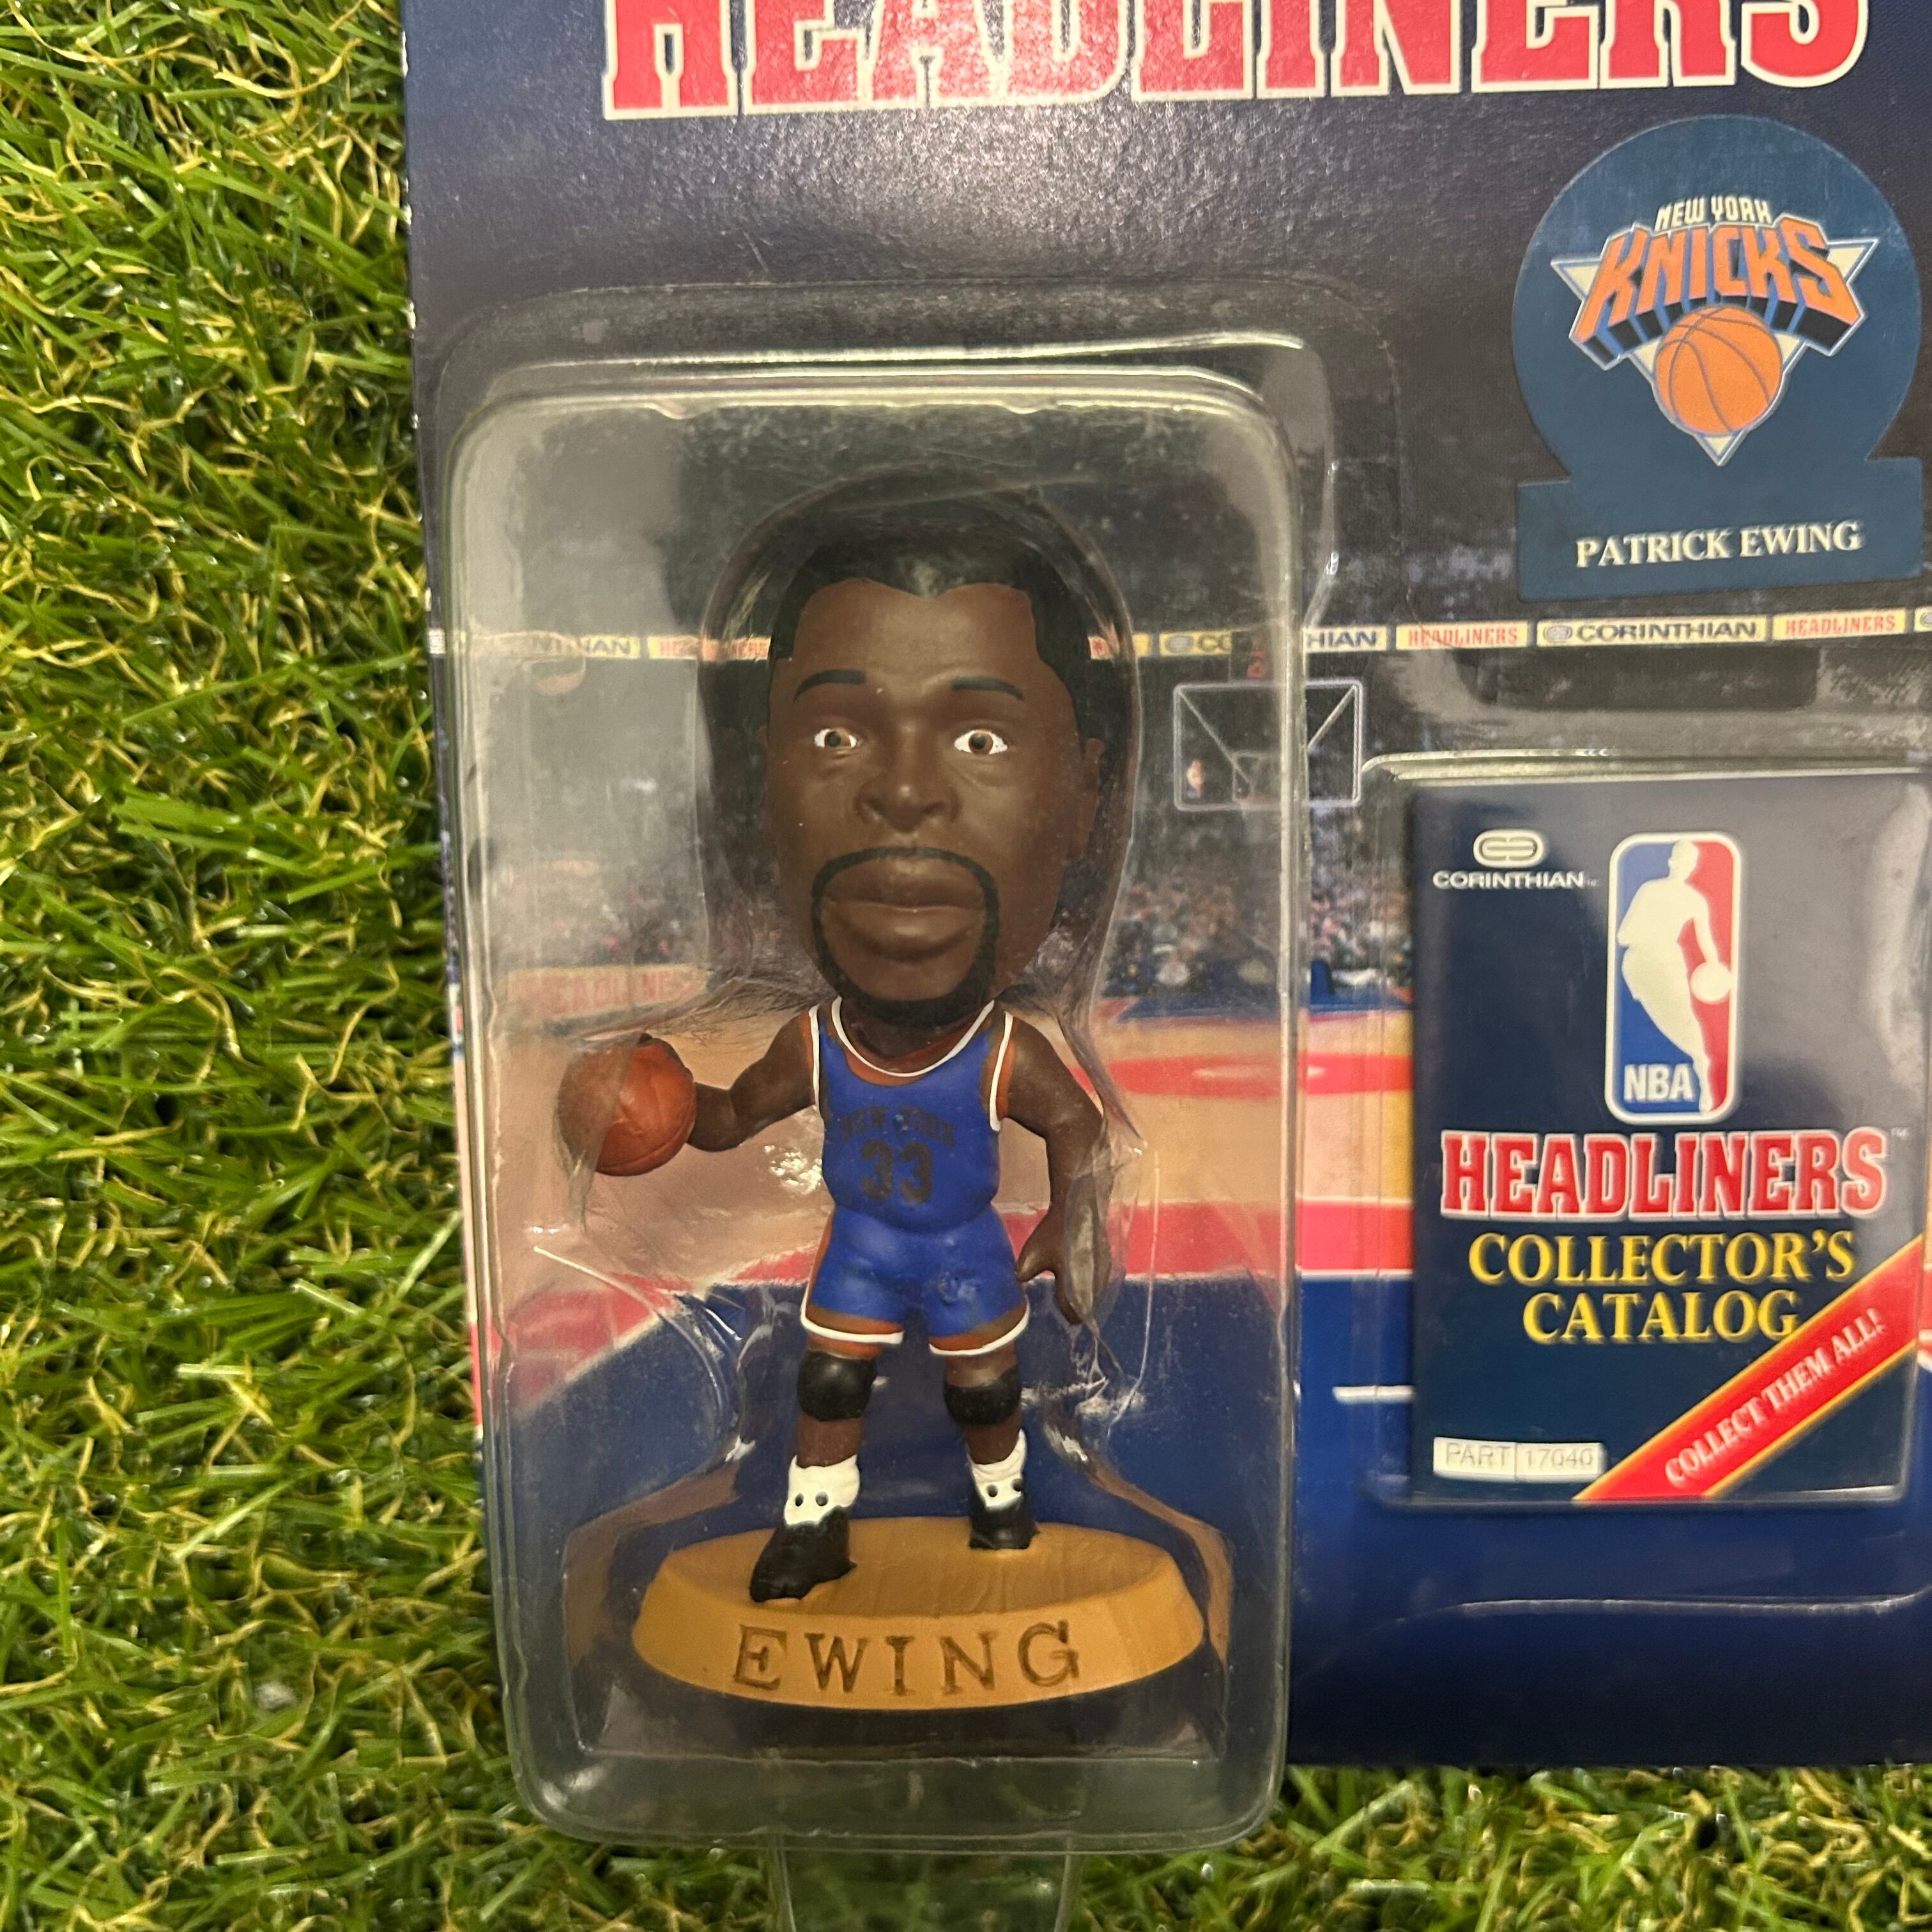 HEADLINERS
NEW YORK
KNICKS
PATRICK EWING
HEADLINERS
CORINTHIAN
HEADLINERS
CORINTHIAN
HEADLINERS
NEW YORK
33
EWING
CORINTHIAN
NBA
HEADLINERS™
COLLECTOR'S
CATALOG
COLLECT THEM ALL!
PART 17040